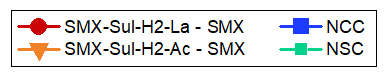 SMX-Sul-H2-La - SMX NCC
SMX-Sul-H2-Ac - SMX NSC